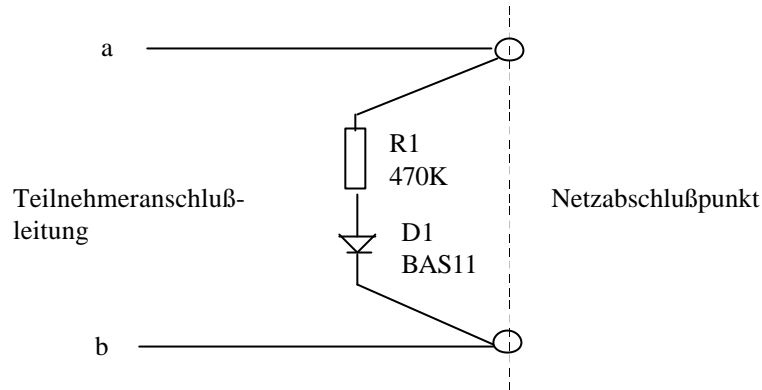 a
R1
470K
Teilnehmeranschluß-
leitung
Netzabschlußpunkt
D1
BAS11
b